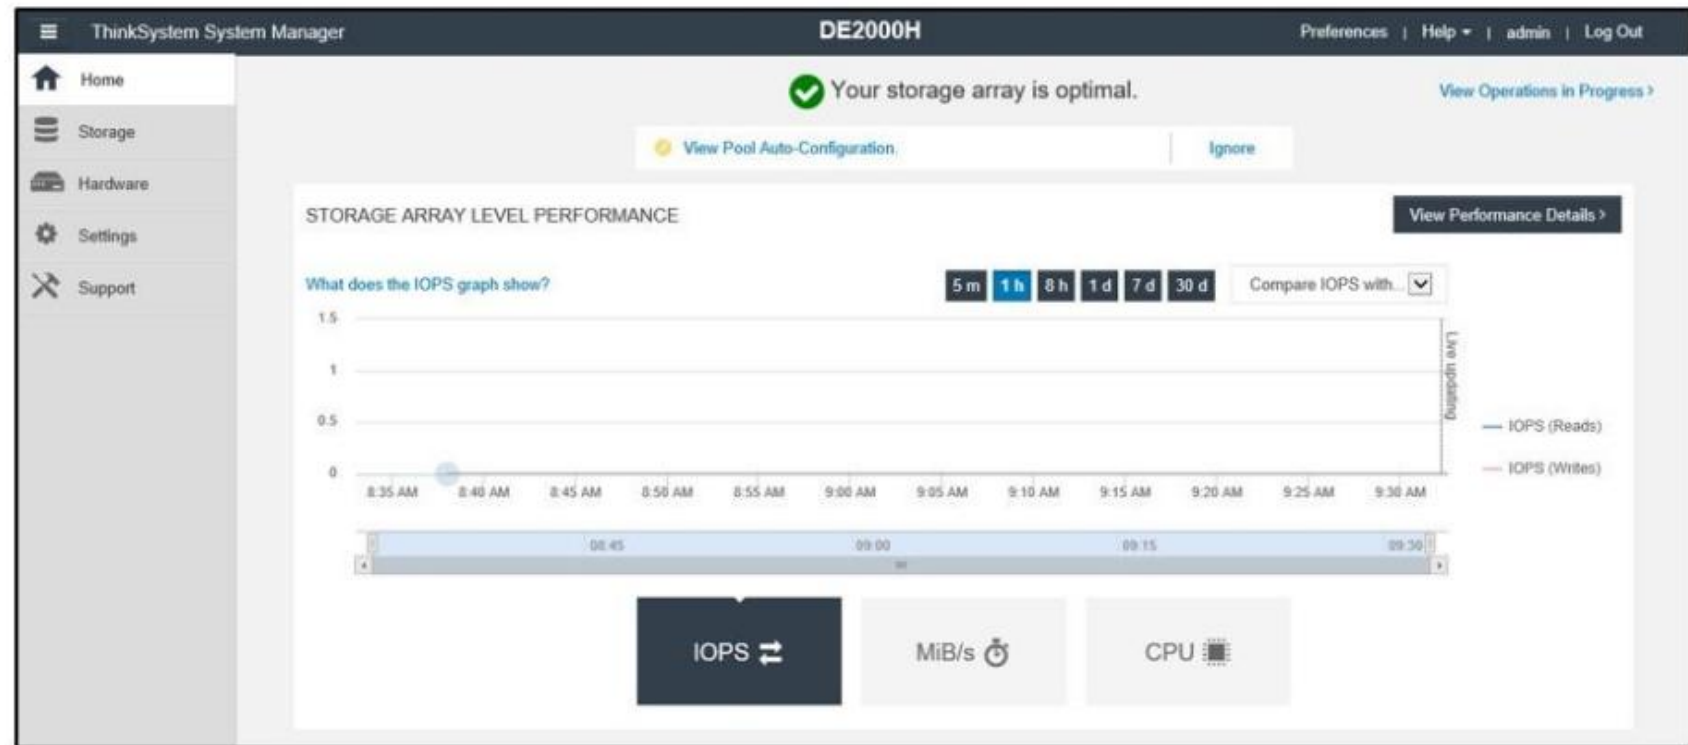 ThinkSystem System Manager DE2000H Preferences | Help | admin | Log Out
Home
Storage
Hardware
Settings
Support
Your storage array is optimal.
View Operations in Progress >
View Pool Auto-Configuration. Ignore
STORAGE ARRAY LEVEL PERFORMANCE View Performance Details >
What does the IOPS graph show? 5 m 1 h 8 h 1 d 7 d 30 d Compare IOPS with...
1.5
1
0.5
0
Live updating
IOPS (Reads)
IOPS (Writes)
8:35 AM 8:40 AM 8:45 AM 8:50 AM 8:55 AM 9:00 AM 9:05 AM 9:10 AM 9:15 AM 9:20 AM 9:25 AM 9:30 AM
08:45 09:00 09:15 09:30
IOPS MiB/s CPU